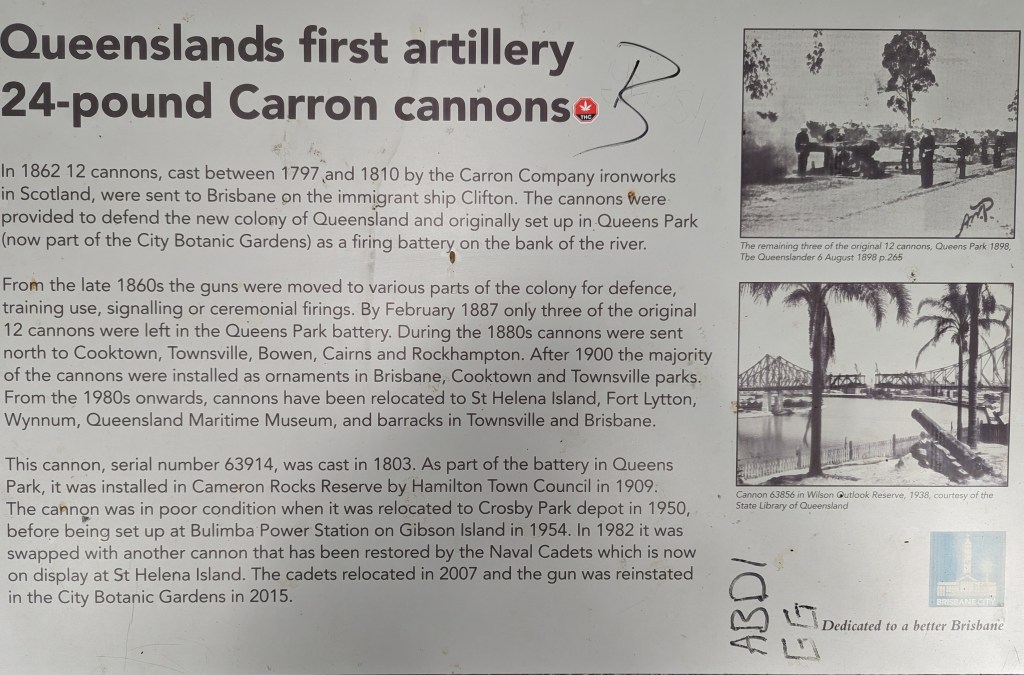 Queenslands first artillery
24-pound Carron cannons
THC
In 1862 12 cannons, cast between 1797 and 1810 by the Carron Company ironworks
in Scotland, were sent to Brisbane on the immigrant ship Clifton. The cannons were
provided to defend the new colony of Queensland and originally set up in Queens Park
(now part of the City Botanic Gardens) as a firing battery on the bank of the river.
From the late 1860s the guns were moved to various parts of the colony for defence,
training use, signalling or ceremonial firings. By February 1887 only three of the original
12 cannons were left in the Queens Park battery. During the 1880s cannons were sent
north to Cooktown, Townsville, Bowen, Cairns and Rockhampton. After 1900 the majority
of the cannons were installed as ornaments in Brisbane, Cooktown and Townsville parks.
From the 1980s onwards, cannons have been relocated to St Helena Island, Fort Lytton,
Wynnum, Queensland Maritime Museum, and barracks in Townsville and Brisbane.
This cannon, serial number 63914, was cast in 1803. As part of the battery in Queens
Park, it was installed in Cameron Rocks Reserve by Hamilton Town Council in 1909.
The cannon was in poor condition when it was relocated to Crosby Park depot in 1950,
before being set up at Bulimba Power Station on Gibson Island in 1954. In 1982 it was
swapped with another cannon that has been restored by the Naval Cadets which is now
on display at St Helena Island. The cadets relocated in 2007 and the gun was reinstated
in the City Botanic Gardens in 2015.
The remaining three of the original 12 cannons, Queens Park 1898,
The Queenslander 6 August 1898 p.265
Cannon 63856 in Wilson Outlook Reserve, 1938, courtesy of the
State Library of Queensland
ABDI
EG
BRISBANE CITY
Dedicated to a better Brisbane